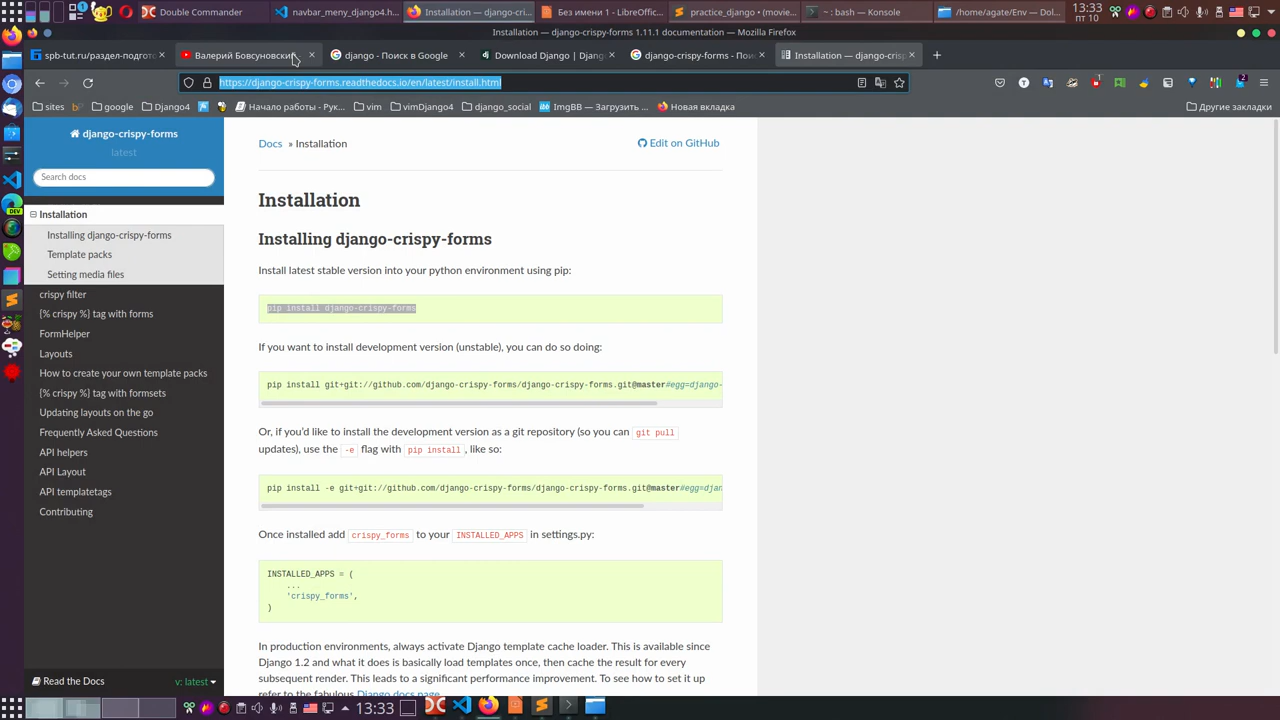 Double Commander
navbar_meny_django4.h...
Installation — django-cri...
Без имени 1 - LibreOffic...
practice_django • (movie...
~ : bash — Konsole
/home/agate/Env — Dol...
13:33
пт 10
Installation — django-crispy-forms 1.11.1 documentation — Mozilla Firefox
spb-tut.ru/раздел-подгото
Валерий Бовсуновский
django - Поиск в Google
Download Django | Djang
django-crispy-forms - Пои
Installation — django-crisp
https://django-crispy-forms.readthedocs.io/en/latest/install.html
sites
google
Django4
Начало работы - Рук...
vim
vimDjango4
django_social
ImgBB — Загрузить ...
Новая вкладка
Другие закладки
django-crispy-forms
latest
Search docs
Installation
Installing django-crispy-forms
Template packs
Setting media files
crispy filter
{% crispy %} tag with forms
FormHelper
Layouts
How to create your own template packs
{% crispy %} tag with formsets
Updating layouts on the go
Frequently Asked Questions
API helpers
API Layout
API templatetags
Contributing
Read the Docs
v: latest
Docs » Installation
Edit on GitHub
Installation
Installing django-crispy-forms
Install latest stable version into your python environment using pip:
pip install django-crispy-forms
If you want to install development version (unstable), you can do so doing:
pip install git+git://github.com/django-crispy-forms/django-crispy-forms.git@master#egg=django-
Or, if you’d like to install the development version as a git repository (so you can git pull
updates), use the -e flag with pip install, like so:
pip install -e git+git://github.com/django-crispy-forms/django-crispy-forms.git@master#egg=djan
Once installed add crispy_forms to your INSTALLED_APPS in settings.py:
INSTALLED_APPS = (
...
'crispy_forms',
)
In production environments, always activate Django template cache loader. This is available since
Django 1.2 and what it does is basically load templates once, then cache the result for every
subsequent render. This leads to a significant performance improvement. To see how to set it up
refer to the fabulous Django docs page.
13:33